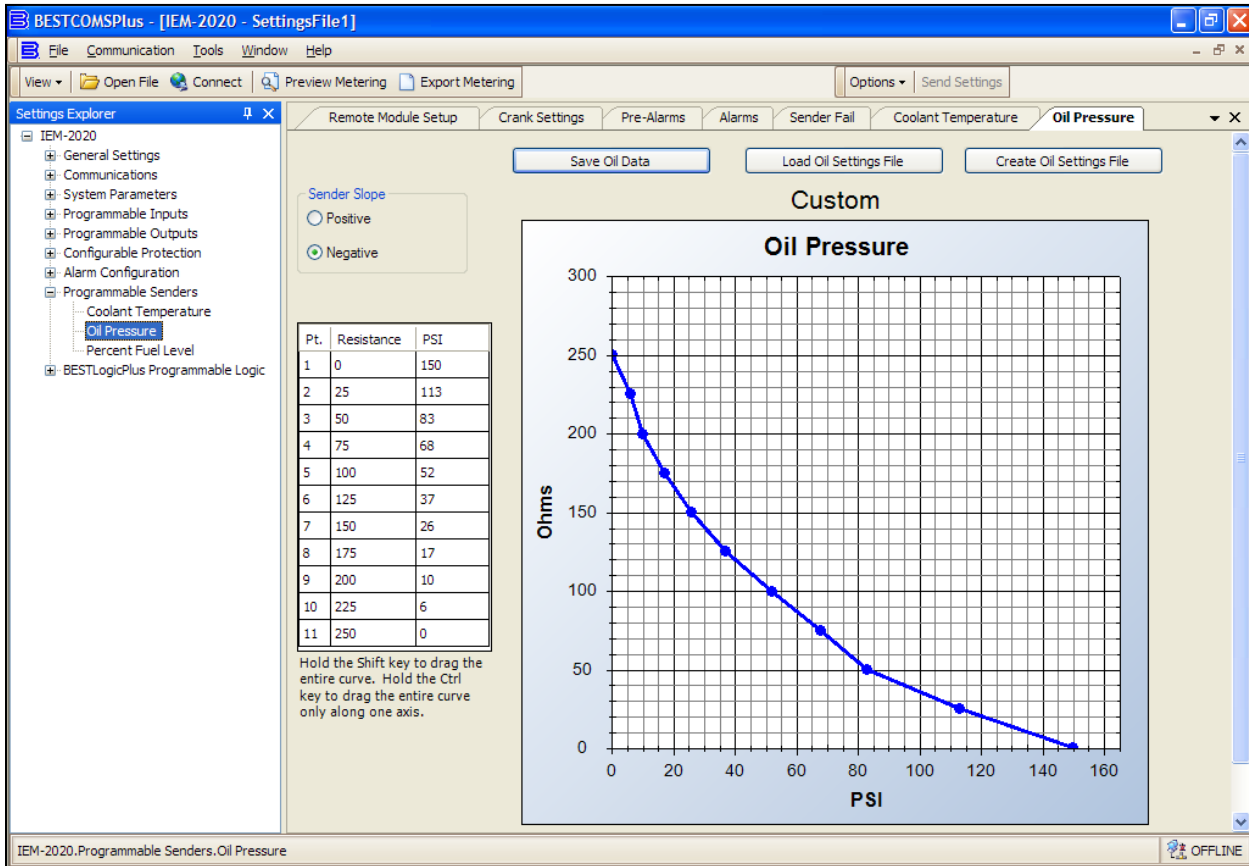 BESTCOMSPlus - [IEM-2020 - SettingsFile1]
File Communication Tools Window Help
View Open File Connect Preview Metering Export Metering Options Send Settings
Settings Explorer
IEM-2020
General Settings
Communications
System Parameters
Programmable Inputs
Programmable Outputs
Configurable Protection
Alarm Configuration
Programmable Senders
Coolant Temperature
Oil Pressure
Percent Fuel Level
BESTLogicPlus Programmable Logic
Remote Module Setup Crank Settings Pre-Alarms Alarms Sender Fail Coolant Temperature Oil Pressure
Save Oil Data Load Oil Settings File Create Oil Settings File
Sender Slope
Positive
Negative
Pt. Resistance PSI
1 0 150
2 25 113
3 50 83
4 75 68
5 100 52
6 125 37
7 150 26
8 175 17
9 200 10
10 225 6
11 250 0
Hold the Shift key to drag the
entire curve. Hold the Ctrl
key to drag the entire curve
only along one axis.
Custom
Oil Pressure
300
250
200
150
100
50
0
Ohms
0 20 40 60 80 100 120 140 160
PSI
IEM-2020.Programmable Senders.Oil Pressure OFFLINE